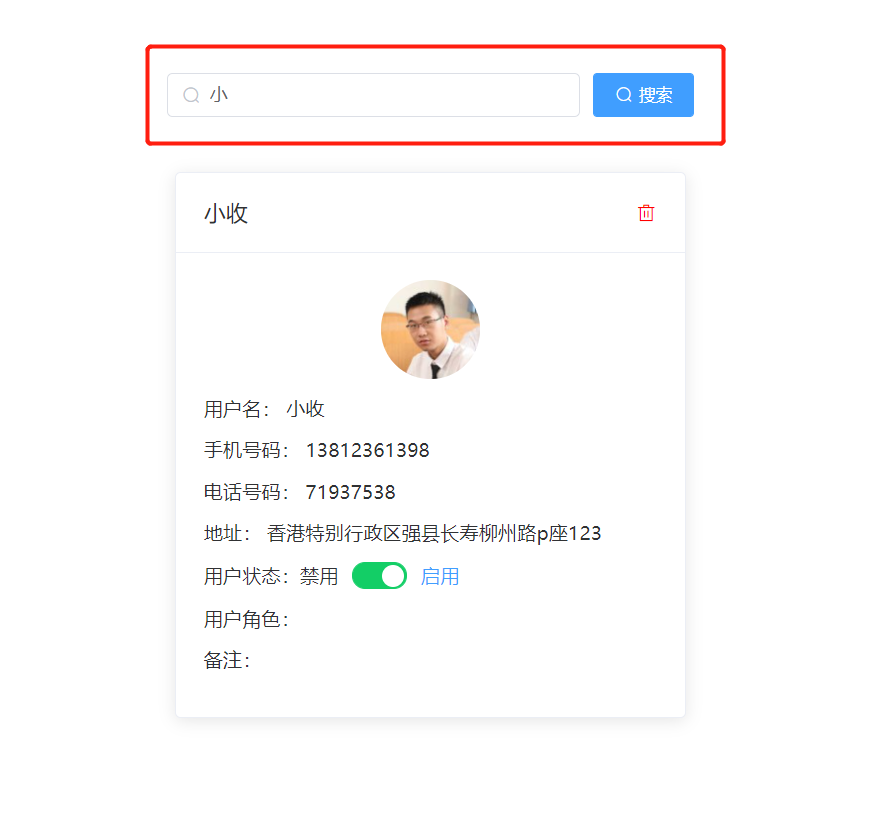 小
搜索
小收
用户名： 小收
手机号码： 13812361398
电话号码： 71937538
地址： 香港特别行政区强县长寿柳州路p座123
用户状态：禁用 启用
用户角色：
备注：